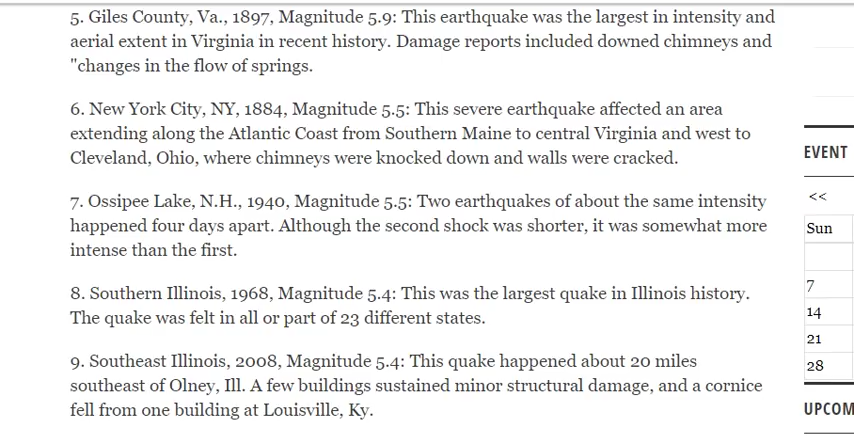 5. Giles County, Va., 1897, Magnitude 5.9: This earthquake was the largest in intensity and
aerial extent in Virginia in recent history. Damage reports included downed chimneys and
"changes in the flow of springs.
6. New York City, NY, 1884, Magnitude 5.5: This severe earthquake affected an area
extending along the Atlantic Coast from Southern Maine to central Virginia and west to
Cleveland, Ohio, where chimneys were knocked down and walls were cracked.
7. Ossipee Lake, N.H., 1940, Magnitude 5.5: Two earthquakes of about the same intensity
happened four days apart. Although the second shock was shorter, it was somewhat more
intense than the first.
8. Southern Illinois, 1968, Magnitude 5.4: This was the largest quake in Illinois history.
The quake was felt in all or part of 23 different states.
9. Southeast Illinois, 2008, Magnitude 5.4: This quake happened about 20 miles
southeast of Olney, Ill. A few buildings sustained minor structural damage, and a cornice
fell from one building at Louisville, Ky.
EVENT
<<
Sun
7
14
21
28
UPCOM